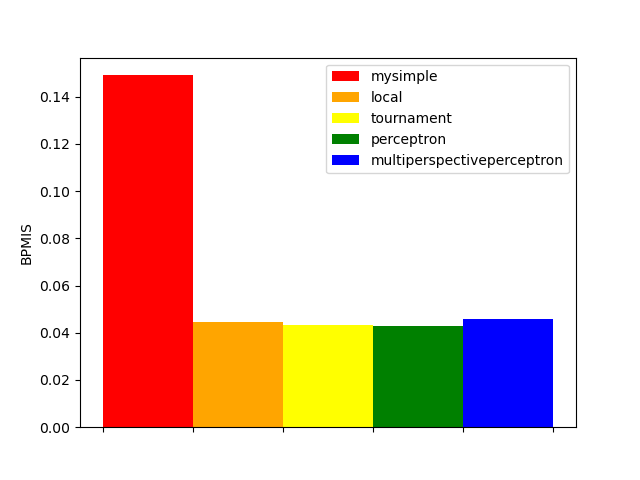 mysimple
local
tournament
perceptron
multiperspectiveperceptron
0.14
0.12
0.10
0.08
0.06
0.04
0.02
0.00
BPMIS